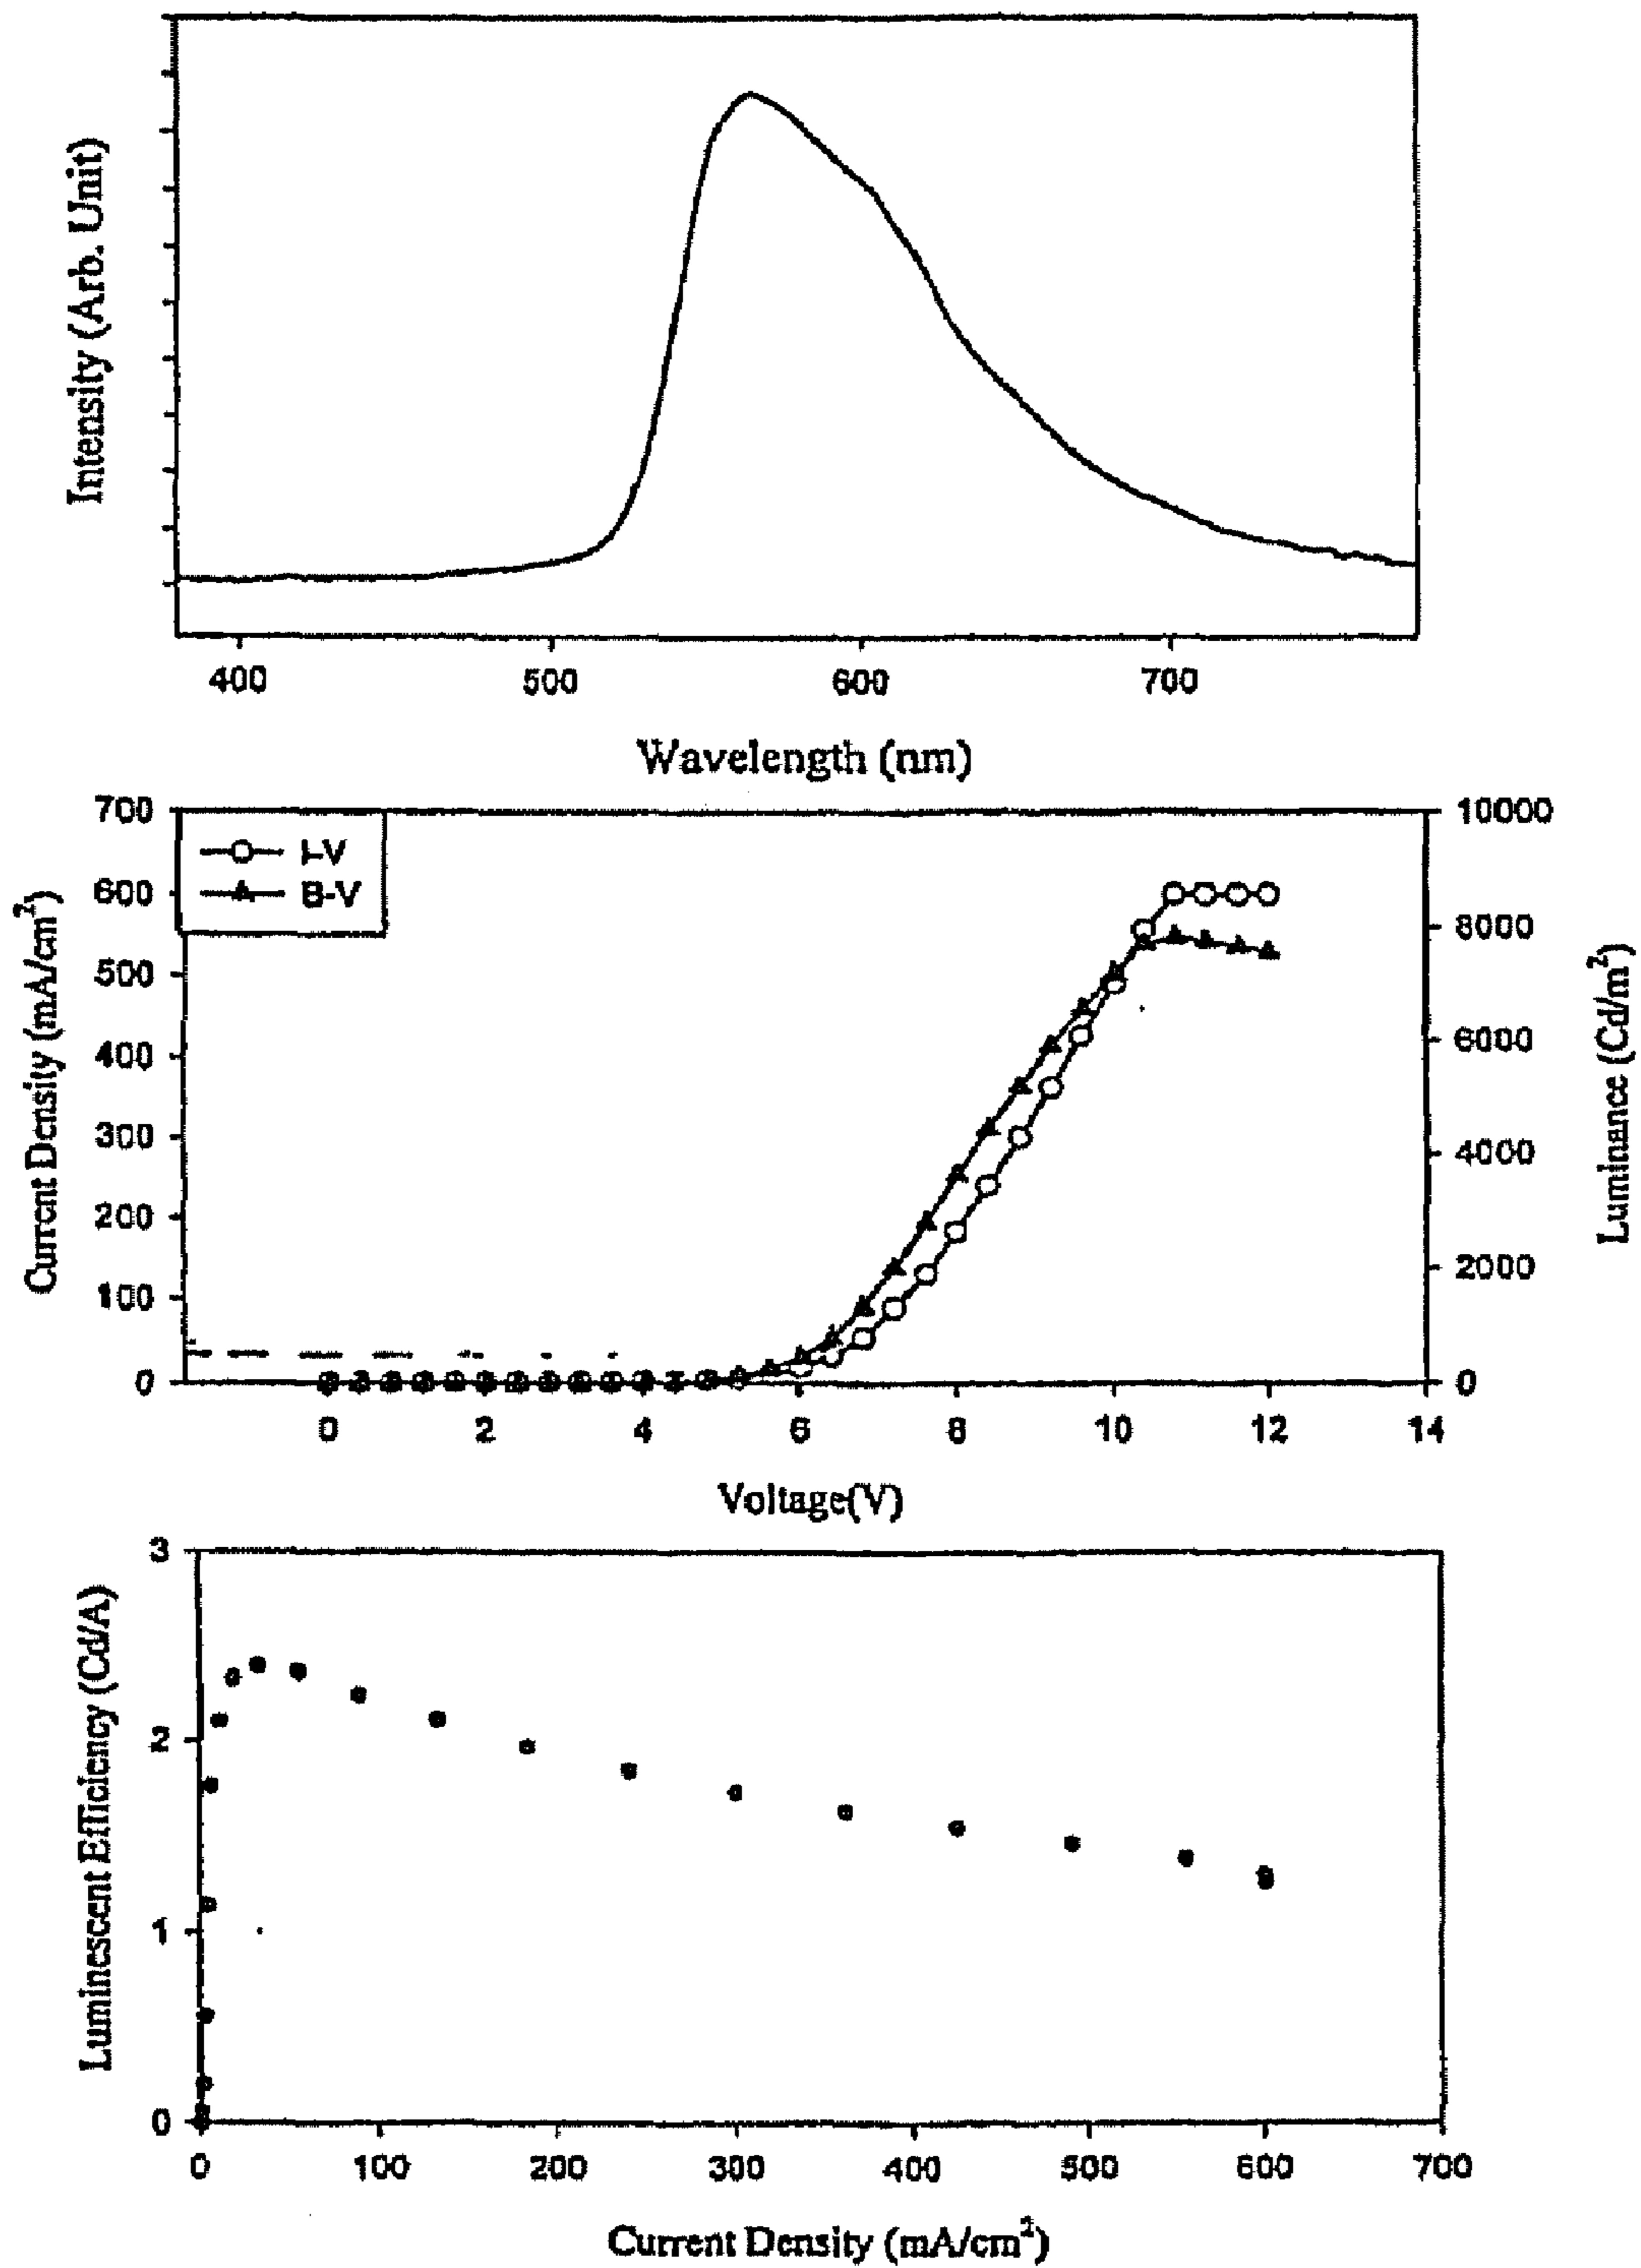 Intensity (Arb. Unit)
400 500 600 700
Wavelength (nm)
700
600
500
400
300
200
100
0
Current Density (mA/cm²)
I-V
B-V
10000
8000
6000
4000
2000
0
Luminance (Cd/m²)
0 2 4 6 8 10 12 14
Voltage(V)
3
2
1
0
Luminescent Efficiency (Cd/A)
0 100 200 300 400 500 600 700
Current Density (mA/cm²)